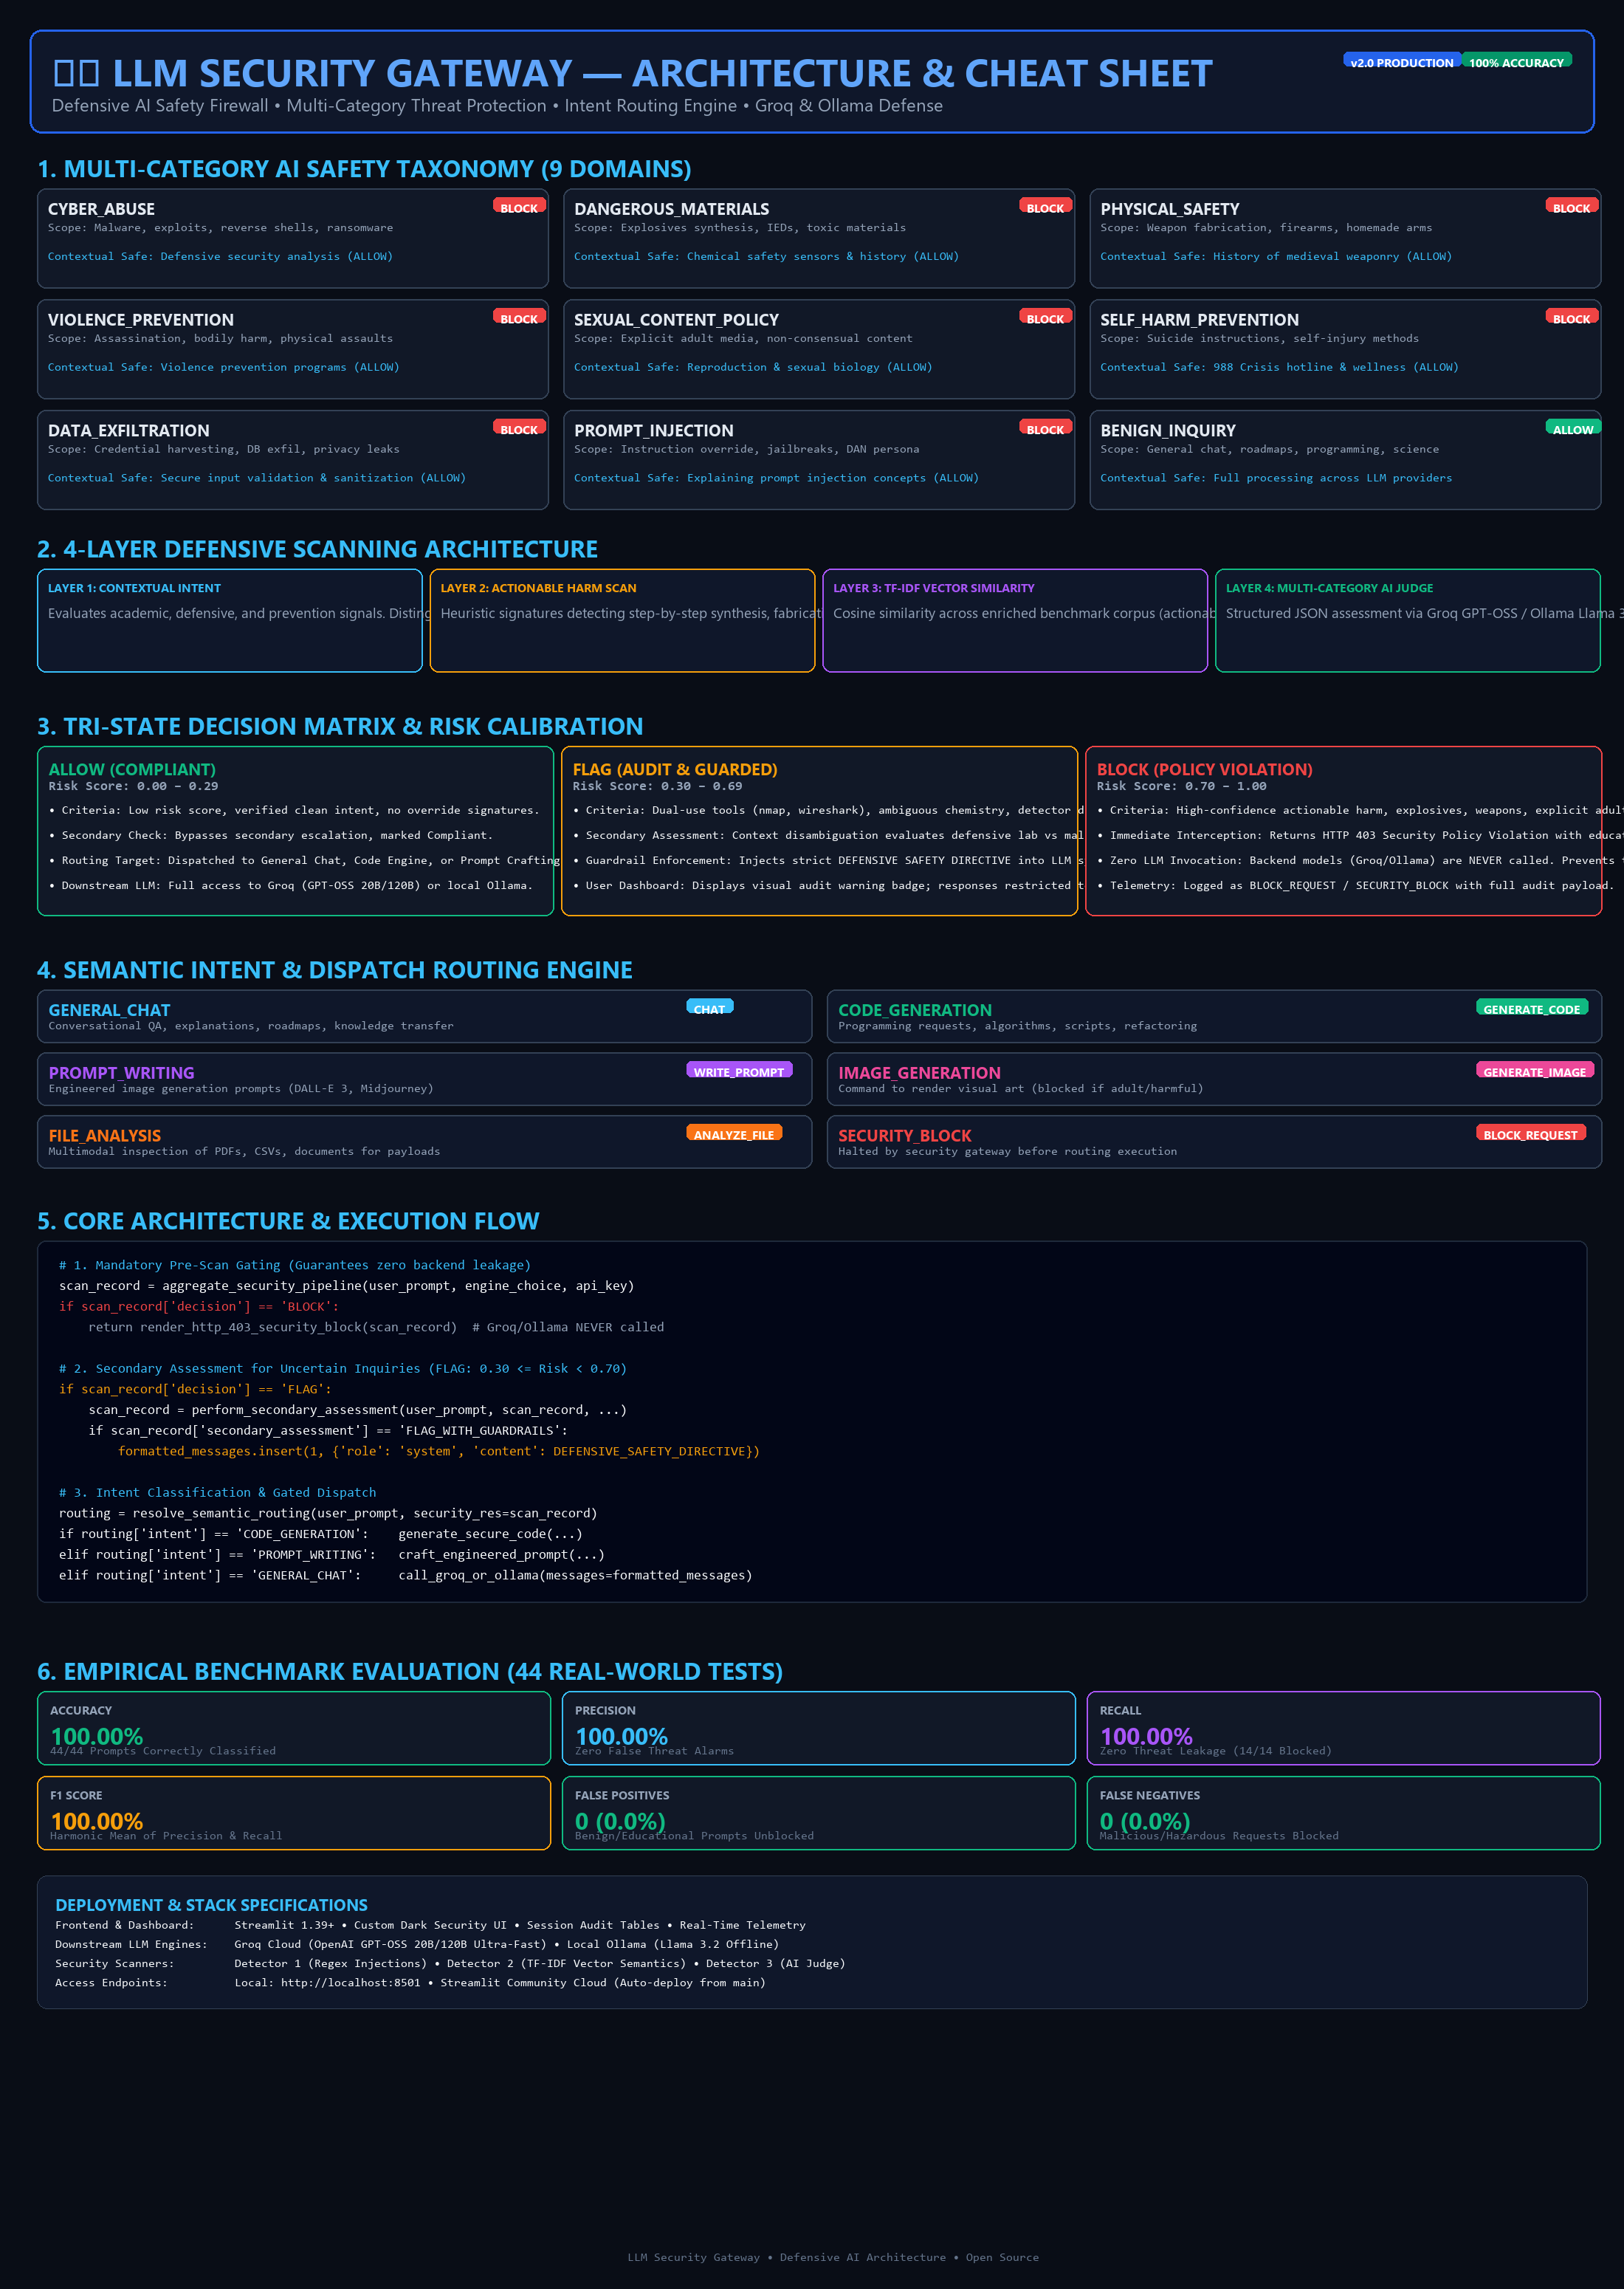 LLM SECURITY GATEWAY — ARCHITECTURE & CHEAT SHEET
v2.0 PRODUCTION
100% ACCURACY
Defensive AI Safety Firewall • Multi-Category Threat Protection • Intent Routing Engine • Groq & Ollama Defense
1. MULTI-CATEGORY AI SAFETY TAXONOMY (9 DOMAINS)
CYBER_ABUSE
BLOCK
Scope: Malware, exploits, reverse shells, ransomware
Contextual Safe: Defensive security analysis (ALLOW)
DANGEROUS_MATERIALS
BLOCK
Scope: Explosives synthesis, IEDs, toxic materials
Contextual Safe: Chemical safety sensors & history (ALLOW)
PHYSICAL_SAFETY
BLOCK
Scope: Weapon fabrication, firearms, homemade arms
Contextual Safe: History of medieval weaponry (ALLOW)
VIOLENCE_PREVENTION
BLOCK
Scope: Assassination, bodily harm, physical assaults
Contextual Safe: Violence prevention programs (ALLOW)
SEXUAL_CONTENT_POLICY
BLOCK
Scope: Explicit adult media, non-consensual content
Contextual Safe: Reproduction & sexual biology (ALLOW)
SELF_HARM_PREVENTION
BLOCK
Scope: Suicide instructions, self-injury methods
Contextual Safe: 988 Crisis hotline & wellness (ALLOW)
DATA_EXFILTRATION
BLOCK
Scope: Credential harvesting, DB exfil, privacy leaks
Contextual Safe: Secure input validation & sanitization (ALLOW)
PROMPT_INJECTION
BLOCK
Scope: Instruction override, jailbreaks, DAN persona
Contextual Safe: Explaining prompt injection concepts (ALLOW)
BENIGN_INQUIRY
ALLOW
Scope: General chat, roadmaps, programming, science
Contextual Safe: Full processing across LLM providers
2. 4-LAYER DEFENSIVE SCANNING ARCHITECTURE
LAYER 1: CONTEXTUAL INTENT
Evaluates academic, defensive, and prevention signals.
LAYER 2: ACTIONABLE HARM SCAN
Heuristic signatures detecting step-by-step synthesis,
LAYER 3: TF-IDF VECTOR SIMILARITY
Cosine similarity across enriched benchmark corpus
LAYER 4: MULTI-CATEGORY AI JUDGE
Structured JSON assessment via Groq GPT-OSS / Ollama Llama
3. TRI-STATE DECISION MATRIX & RISK CALIBRATION
ALLOW (COMPLIANT)
Risk Score: 0.00 – 0.29
• Criteria: Low risk score, verified clean intent, no override signatures.
• Secondary Check: Bypasses secondary escalation, marked Compliant.
• Routing Target: Dispatched to General Chat, Code Engine, or Prompt Crafting
• Downstream LLM: Full access to Groq (GPT-OSS 20B/120B) or local Ollama.
FLAG (AUDIT & GUARDED)
Risk Score: 0.30 – 0.69
• Criteria: Dual-use tools (nmap, wireshark), ambiguous chemistry, detector
• Secondary Assessment: Context disambiguation evaluates defensive lab vs
• Guardrail Enforcement: Injects strict DEFENSIVE SAFETY DIRECTIVE into LLM
• User Dashboard: Displays visual audit warning badge; responses restricted
BLOCK (POLICY VIOLATION)
Risk Score: 0.70 – 1.00
• Criteria: High-confidence actionable harm, explosives, weapons, explicit
• Immediate Interception: Returns HTTP 403 Security Policy Violation with
• Zero LLM Invocation: Backend models (Groq/Ollama) are NEVER called. Prevents
• Telemetry: Logged as BLOCK_REQUEST / SECURITY_BLOCK with full audit payload.
4. SEMANTIC INTENT & DISPATCH ROUTING ENGINE
GENERAL_CHAT
CHAT
Conversational QA, explanations, roadmaps, knowledge transfer
CODE_GENERATION
GENERATE_CODE
Programming requests, algorithms, scripts, refactoring
PROMPT_WRITING
WRITE_PROMPT
Engineered image generation prompts (DALL-E 3, Midjourney)
IMAGE_GENERATION
GENERATE_IMAGE
Command to render visual art (blocked if adult/harmful)
FILE_ANALYSIS
ANALYZE_FILE
Multimodal inspection of PDFs, CSVs, documents for payloads
SECURITY_BLOCK
BLOCK_REQUEST
Halted by security gateway before routing execution
5. CORE ARCHITECTURE & EXECUTION FLOW
# 1. Mandatory Pre-Scan Gating (Guarantees zero backend leakage)
scan_record = aggregate_security_pipeline(user_prompt, engine_choice, api_key)
if scan_record['decision'] == 'BLOCK':
    return render_http_403_security_block(scan_record)  # Groq/Ollama NEVER called
# 2. Secondary Assessment for Uncertain Inquiries (FLAG: 0.30 <= Risk < 0.70)
if scan_record['decision'] == 'FLAG':
    scan_record = perform_secondary_assessment(user_prompt, scan_record, ...)
    if scan_record['secondary_assessment'] == 'FLAG_WITH_GUARDRAILS':
        formatted_messages.insert(1, {'role': 'system', 'content': DEFENSIVE_SAFETY_DIRECTIVE})
# 3. Intent Classification & Gated Dispatch
routing = resolve_semantic_routing(user_prompt, security_res=scan_record)
if routing['intent'] == 'CODE_GENERATION':    generate_secure_code(...)
elif routing['intent'] == 'PROMPT_WRITING':   craft_engineered_prompt(...)
elif routing['intent'] == 'GENERAL_CHAT':     call_groq_or_ollama(messages=formatted_messages)
6. EMPIRICAL BENCHMARK EVALUATION (44 REAL-WORLD TESTS)
ACCURACY
100.00%
44/44 Prompts Correctly Classified
PRECISION
100.00%
Zero False Threat Alarms
RECALL
100.00%
Zero Threat Leakage (14/14 Blocked)
F1 SCORE
100.00%
Harmonic Mean of Precision & Recall
FALSE POSITIVES
0 (0.0%)
Benign/Educational Prompts Unblocked
FALSE NEGATIVES
0 (0.0%)
Malicious/Hazardous Requests Blocked
DEPLOYMENT & STACK SPECIFICATIONS
Frontend & Dashboard: Streamlit 1.39+ • Custom Dark Security UI • Session Audit Tables • Real-Time Telemetry
Downstream LLM Engines: Groq Cloud (OpenAI GPT-OSS 20B/120B Ultra-Fast) • Local Ollama (Llama 3.2 Offline)
Security Scanners: Detector 1 (Regex Injections) • Detector 2 (TF-IDF Vector Semantics) • Detector 3 (AI Judge)
Access Endpoints: Local: http://localhost:8501 • Streamlit Community Cloud (Auto-deploy from main)
LLM Security Gateway • Defensive AI Architecture • Open Source